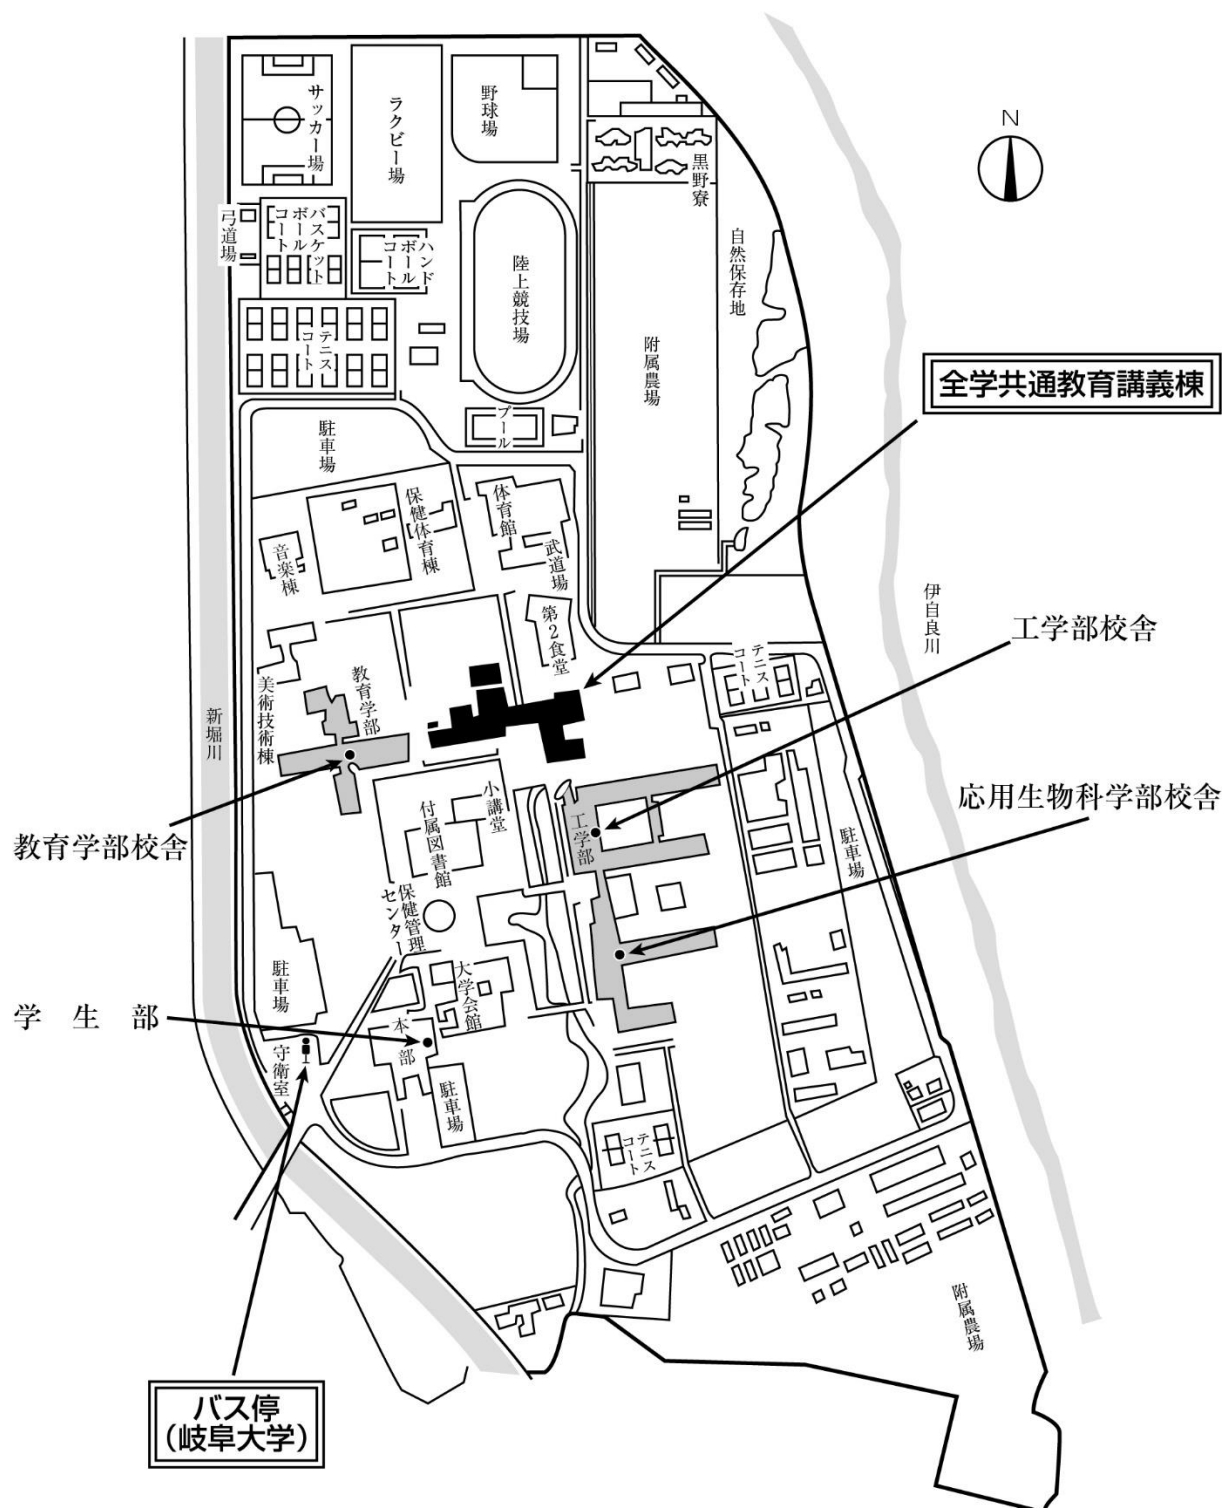 N
サッカー場
ラクビー場
野球場
黒野寮
弓道場
バスケット
ボール
コート
ハンド
ボール
コート
陸上競技場
自然保存地
附属農場
テニス
コート
全学共通教育講義棟
プール
駐車場
保健体育棟
体育館
武道場
音楽棟
第2食堂
伊自良川
工学部校舎
テニス
コート
教育学部
美術技術棟
新堀川
小講堂
付属図書館
工学部
応用生物科学部校舎
駐車場
教育学部校舎
保健管理
センター
駐車場
大学会館
学生部
本部
守衛室
駐車場
テニス
コート
附属農場
バス停
(岐阜大学)